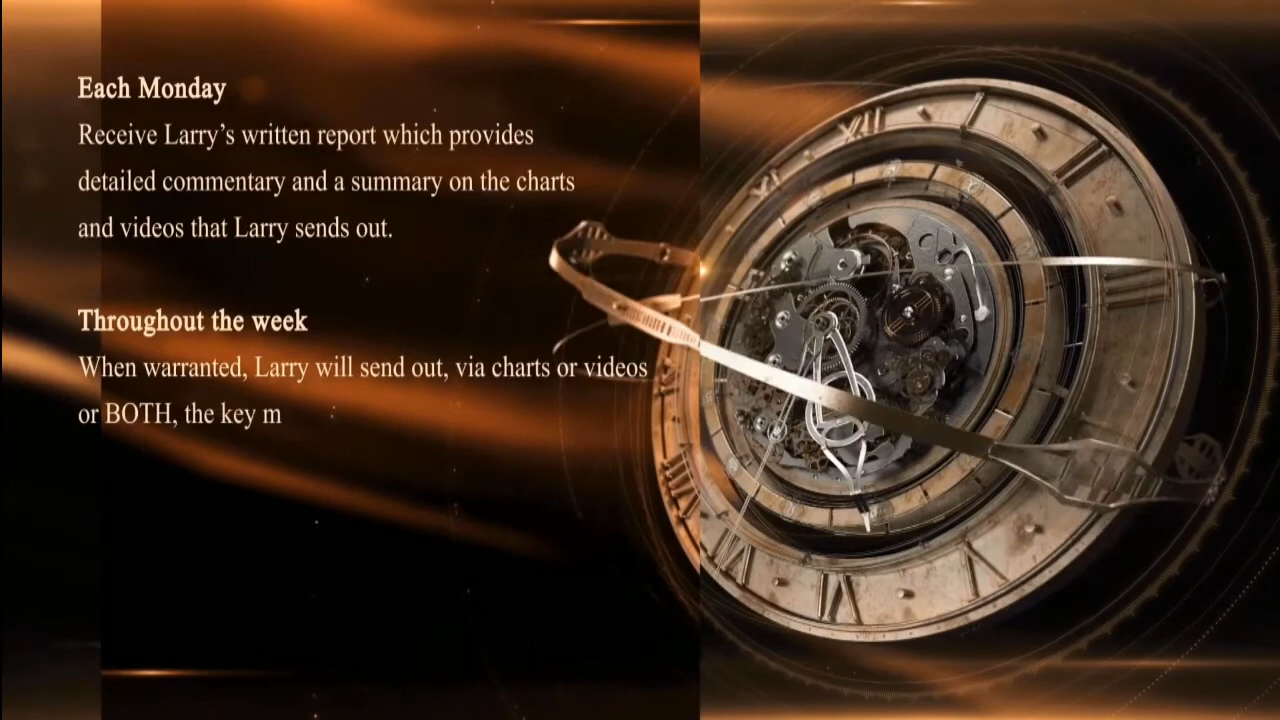 Each Monday
Receive Larry’s written report which provides
detailed commentary and a summary on the charts
and videos that Larry sends out.
Throughout the week
When warranted, Larry will send out, via charts or videos
or BOTH, the key m